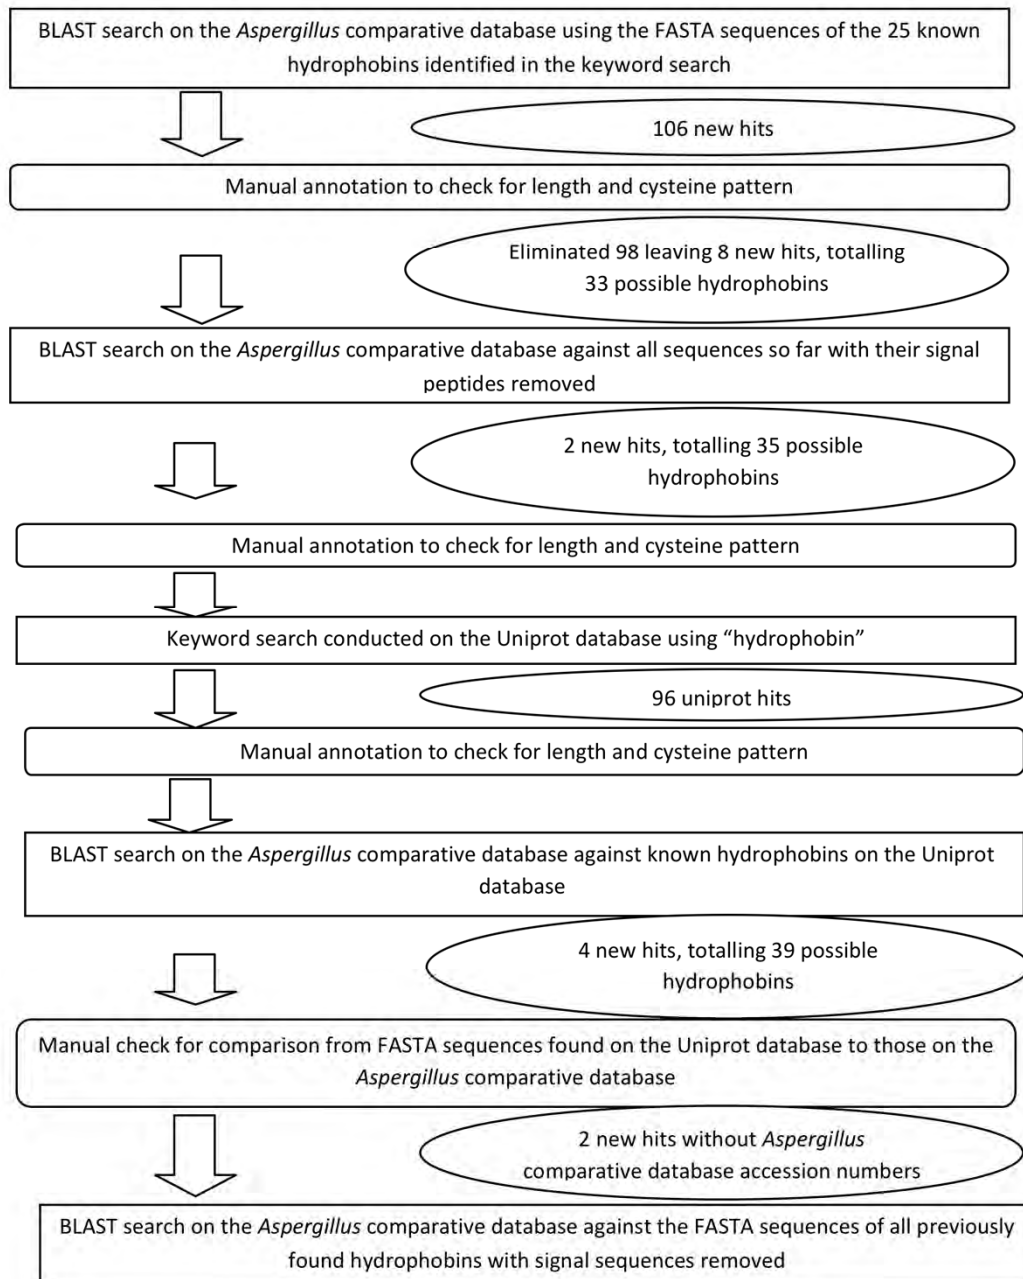 BLAST search on the Aspergillus comparative database using the FASTA sequences of the 25 known
hydrophobins identified in the keyword search
106 new hits
Manual annotation to check for length and cysteine pattern
Eliminated 98 leaving 8 new hits, totalling
33 possible hydrophobins
BLAST search on the Aspergillus comparative database against all sequences so far with their signal
peptides removed
2 new hits, totalling 35 possible
hydrophobins
Manual annotation to check for length and cysteine pattern
Keyword search conducted on the Uniprot database using “hydrophobin”
96 uniprot hits
Manual annotation to check for length and cysteine pattern
BLAST search on the Aspergillus comparative database against known hydrophobins on the Uniprot
database
4 new hits, totalling 39 possible
hydrophobins
Manual check for comparison from FASTA sequences found on the Uniprot database to those on the
Aspergillus comparative database
2 new hits without Aspergillus
comparative database accession numbers
BLAST search on the Aspergillus comparative database against the FASTA sequences of all previously
found hydrophobins with signal sequences removed